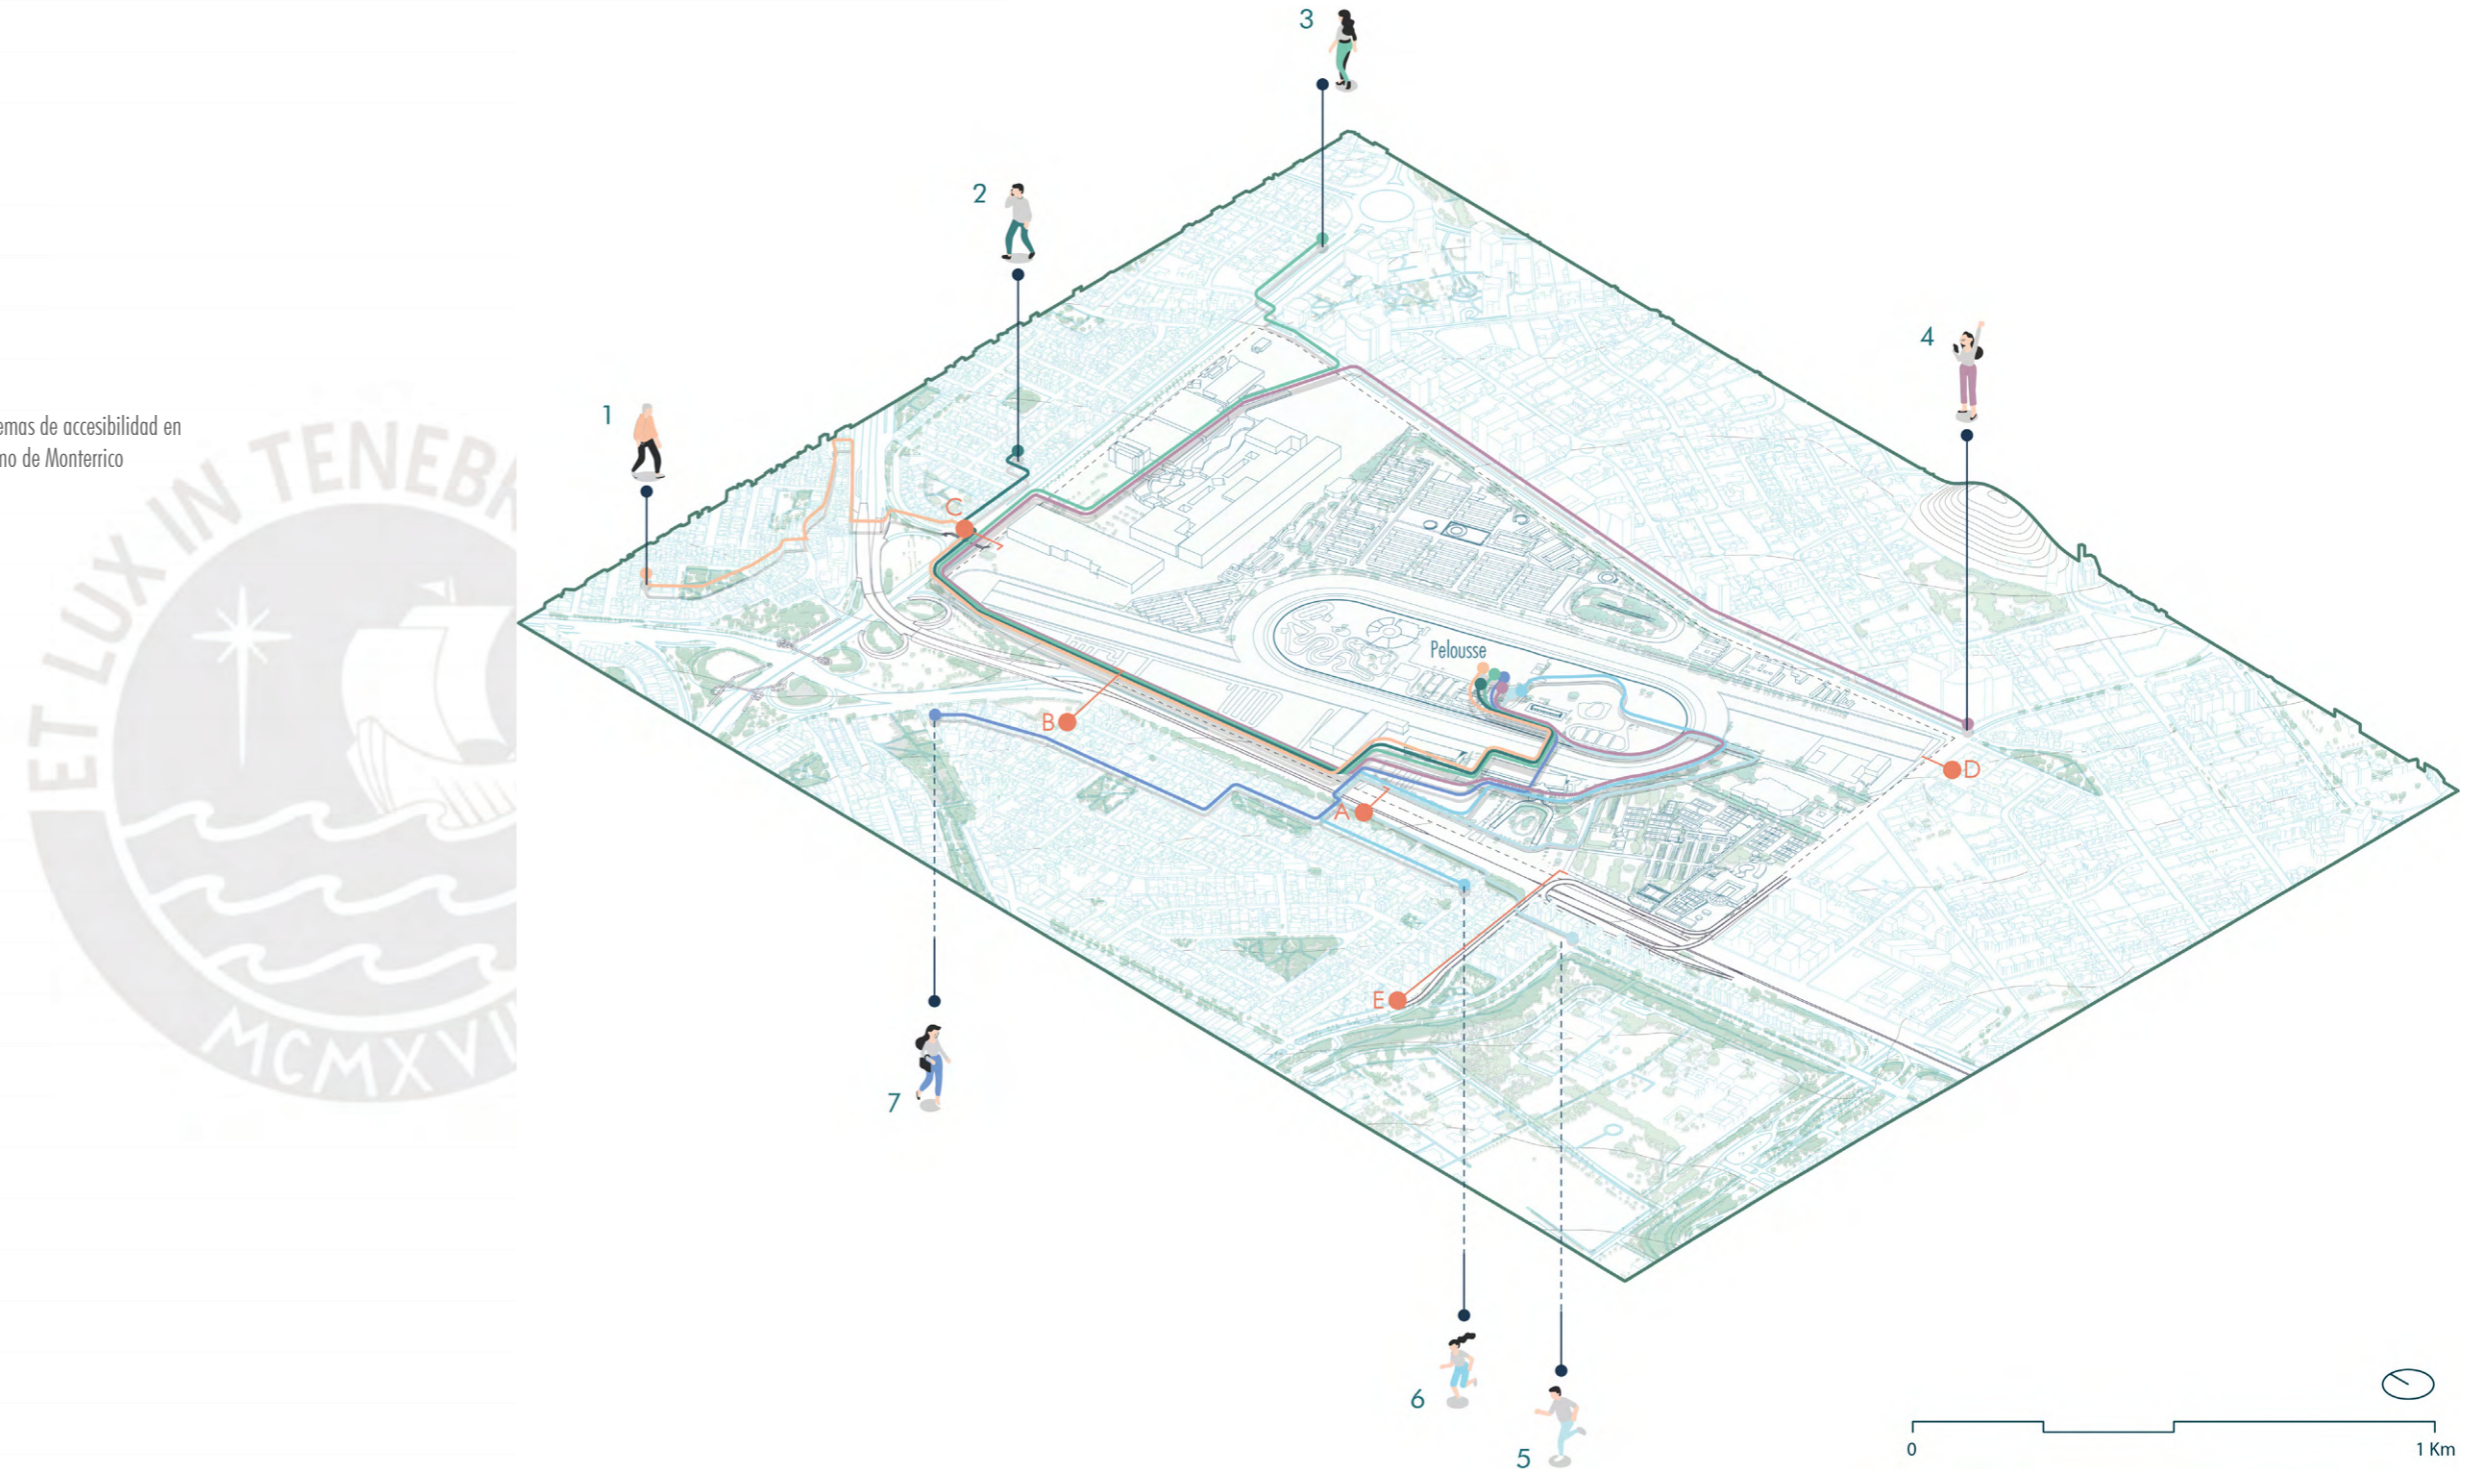 3
2
4
1
emas de accesibilidad en
no de Monterrico
ET LUX IN TENEB
C
Pelousse
B
D
A
E
7
6
5
MCMXVI
0
1 Km